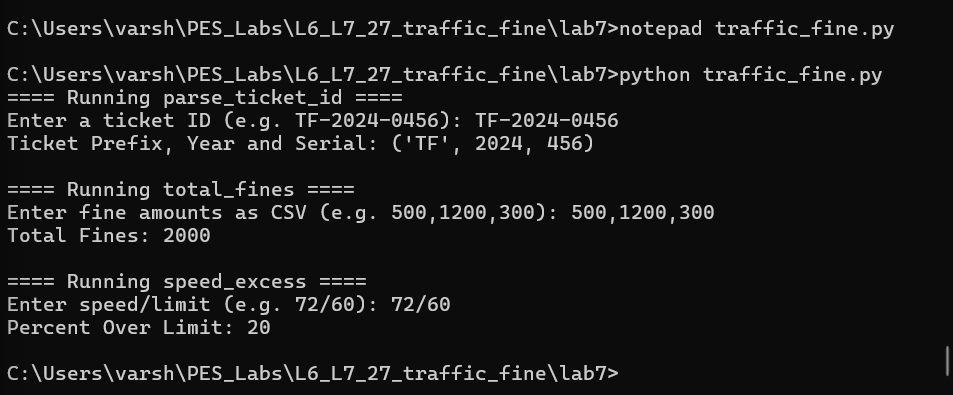 C:\Users\varsh\PES_Labs\L6_L7_27_traffic_fine\lab7>notepad traffic_fine.py
C:\Users\varsh\PES_Labs\L6_L7_27_traffic_fine\lab7>python traffic_fine.py
==== Running parse_ticket_id ====
Enter a ticket ID (e.g. TF-2024-0456): TF-2024-0456
Ticket Prefix, Year and Serial: ('TF', 2024, 456)
==== Running total_fines ====
Enter fine amounts as CSV (e.g. 500,1200,300): 500,1200,300
Total Fines: 2000
==== Running speed_excess ====
Enter speed/limit (e.g. 72/60): 72/60
Percent Over Limit: 20
C:\Users\varsh\PES_Labs\L6_L7_27_traffic_fine\lab7>